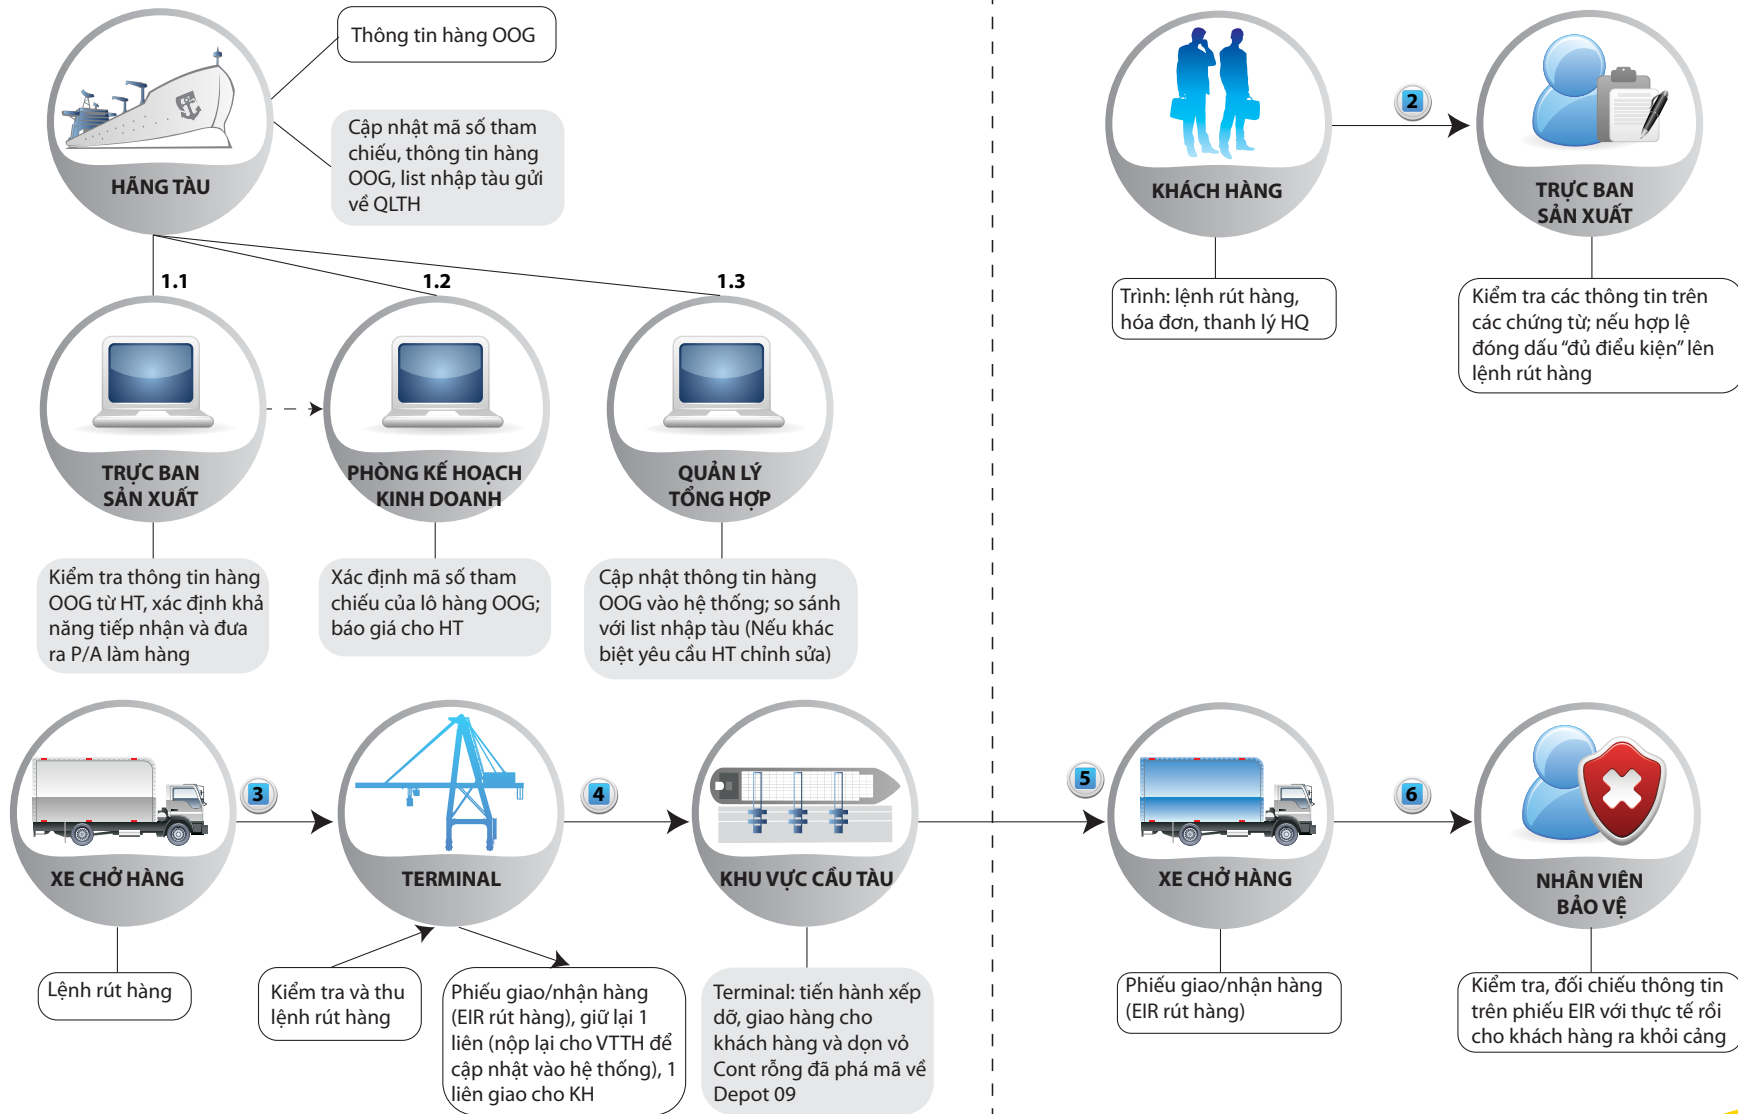 Thông tin hàng OOG
Cập nhật mã số tham
chiếu, thông tin hàng
OOG, list nhập tàu gửi
về QLTH
HÃNG TÀU
1.1
1.2
1.3
TRỰC BAN
SẢN XUẤT
PHÒNG KẾ HOẠCH
KINH DOANH
QUẢN LÝ
TỔNG HỢP
Kiểm tra thông tin hàng
OOG từ HT, xác định khả
năng tiếp nhận và đưa
ra P/A làm hàng
Xác định mã số tham
chiếu của lô hàng OOG;
báo giá cho HT
Cập nhật thông tin hàng
OOG vào hệ thống; so sánh
với list nhập tàu (Nếu khác
biệt yêu cầu HT chỉnh sửa)
KHÁCH HÀNG
2
TRỰC BAN
SẢN XUẤT
Trình: lệnh rút hàng,
hóa đơn, thanh lý HQ
Kiểm tra các thông tin trên
các chứng từ; nếu hợp lệ
đóng dấu “đủ điểu kiện” lên
lệnh rút hàng
XE CHỞ HÀNG
3
TERMINAL
4
KHU VỰC CẦU TÀU
5
XE CHỞ HÀNG
6
NHÂN VIÊN
BẢO VỆ
Lệnh rút hàng
Kiểm tra và thu
lệnh rút hàng
Phiếu giao/nhận hàng
(EIR rút hàng), giữ lại 1
liên (nộp lại cho VTTH để
cập nhật vào hệ thống), 1
liên giao cho KH
Terminal: tiến hành xếp
dỡ, giao hàng cho
khách hàng và dọn vỏ
Cont rỗng đã phá mã về
Depot 09
Phiếu giao/nhận hàng
(EIR rút hàng)
Kiểm tra, đối chiếu thông tin
trên phiếu EIR với thực tế rồi
cho khách hàng ra khỏi cảng